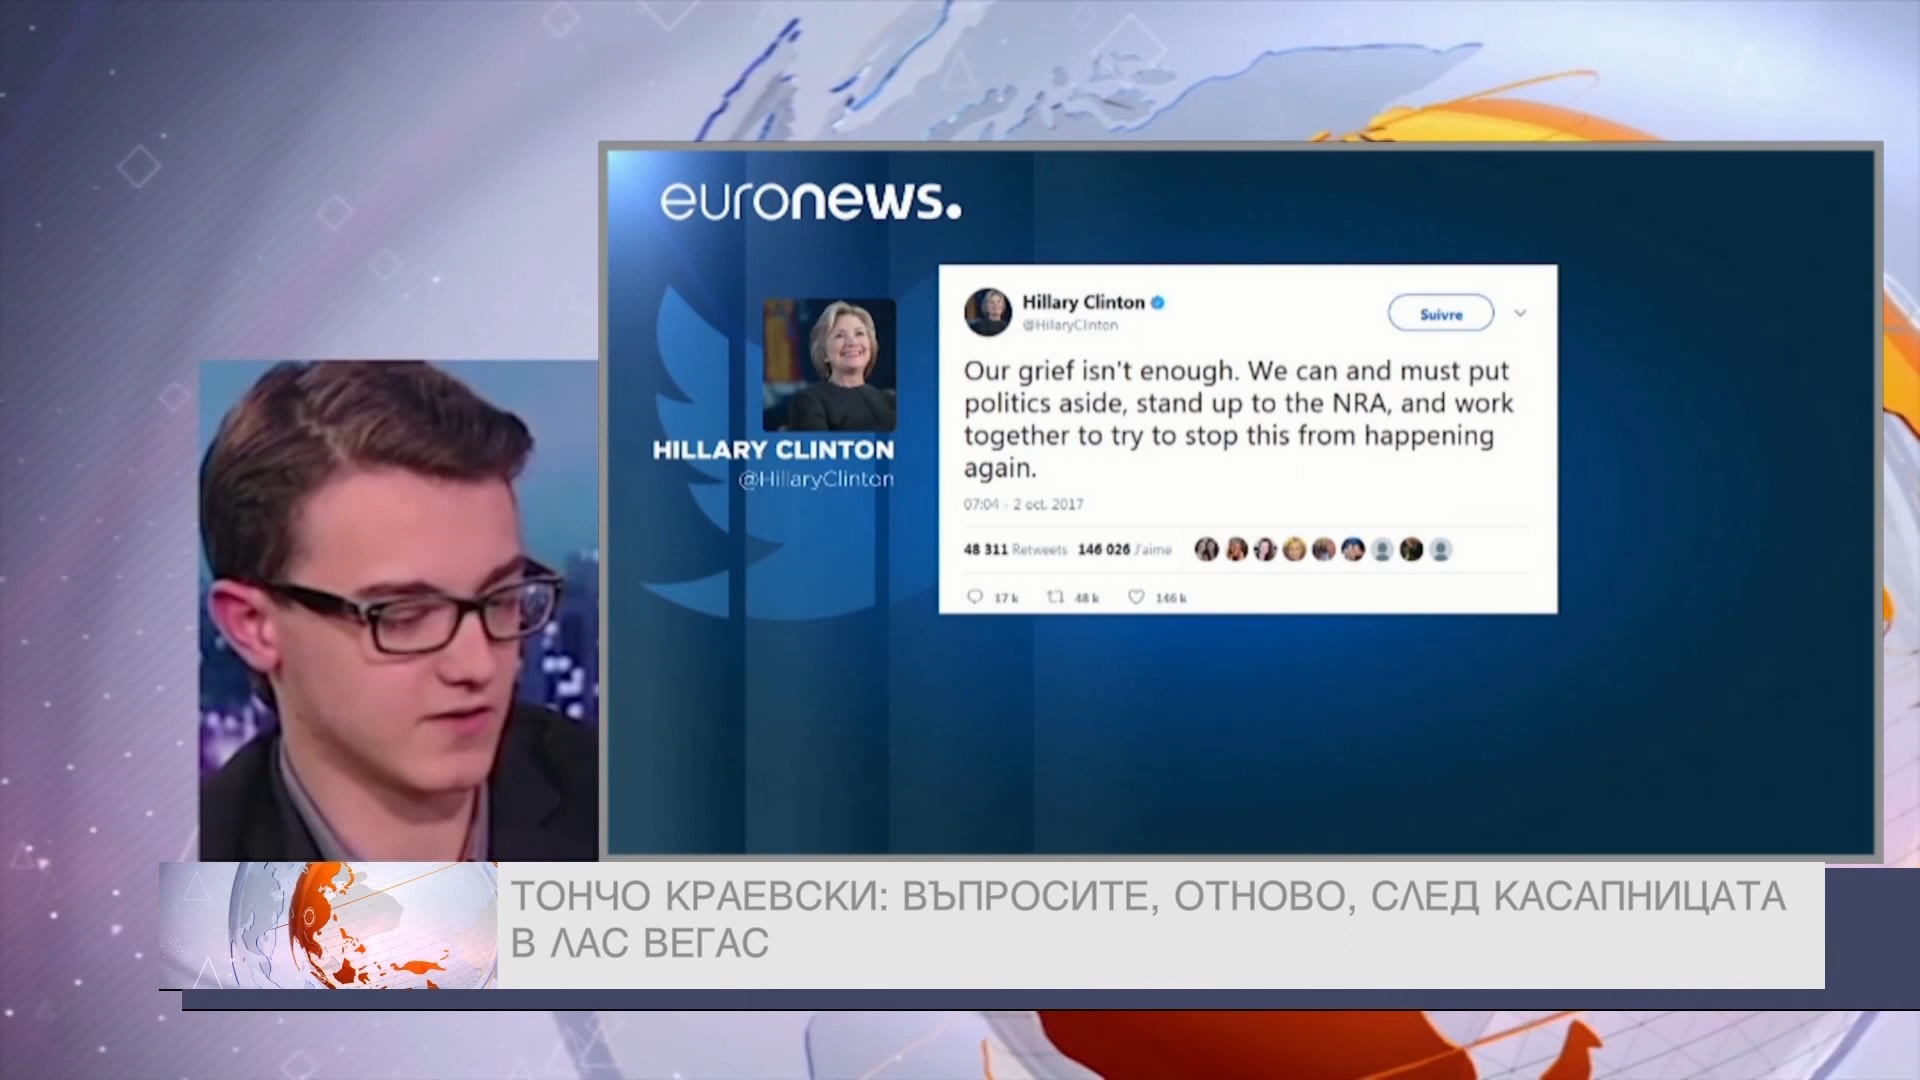 euronews.
Hillary Clinton
@HillaryClinton
Suivre
Our grief isn't enough. We can and must put
politics aside, stand up to the NRA, and work
together to try to stop this from happening
again.
07:04 - 2 oct. 2017
48 311 Retweets 146 026 J'aime
17 k 48 k 146 k
HILLARY CLINTON
@HillaryClinton
ТОНЧО КРАЕВСКИ: ВЪПРОСИТЕ, ОТНОВО, СЛЕД КАСАПНИЦАТА
В ЛАС ВЕГАС